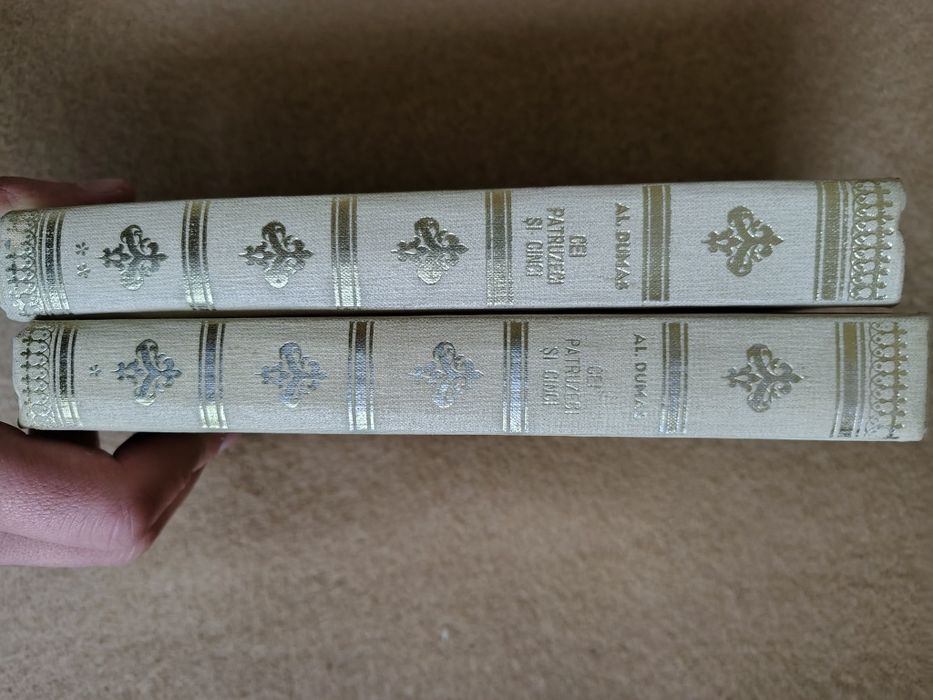 AL. DUMAS
CEI
PATRUZECI
ȘI CINCI
**
AL. DUMAS
CEI
PATRUZECI
ȘI CINCI
*